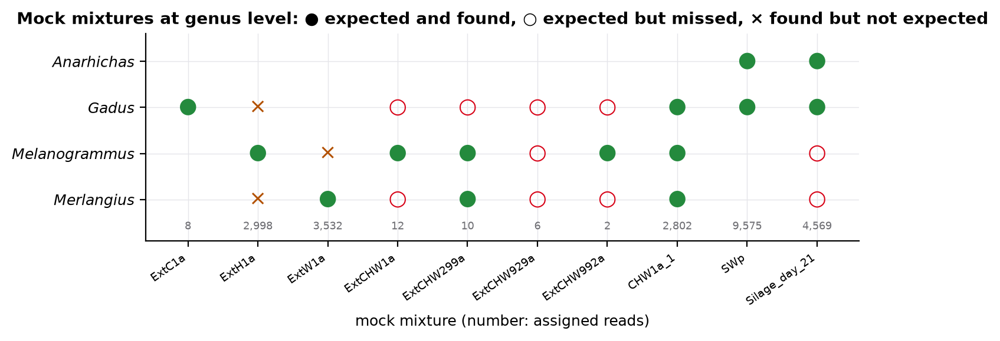 Mock mixtures at genus level: ● expected and found, ○ expected but missed, × found but not expected
Anarhichas
Gadus
Melanogrammus
Merlangius
8 2,998 3,532 12 10 6 2 2,802 9,575 4,569
ExtC1a ExtH1a ExtW1a ExtCHW1a ExtCHW299a ExtCHW929a ExtCHW992a CHW1a_1 SWp Silage_day_21
mock mixture (number: assigned reads)